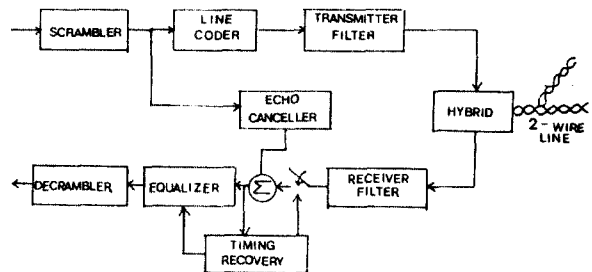 SCRAMBLER
LINE
CODER
TRANSMITTER
FILTER
ECHO
CANCELLER
HYBRID
2-WIRE
LINE
DECRAMBLER
EQUALIZER
Σ
RECEIVER
FILTER
TIMING
RECOVERY